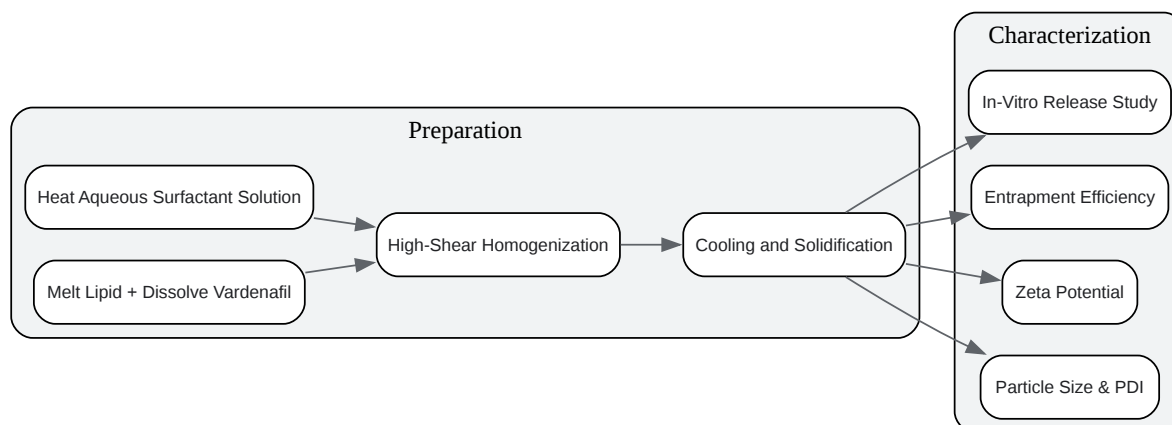 Preparation
Heat Aqueous Surfactant Solution
Melt Lipid + Dissolve Vardenafil
High-Shear Homogenization
Cooling and Solidification
Characterization
In-Vitro Release Study
Entrapment Efficiency
Zeta Potential
Particle Size & PDI